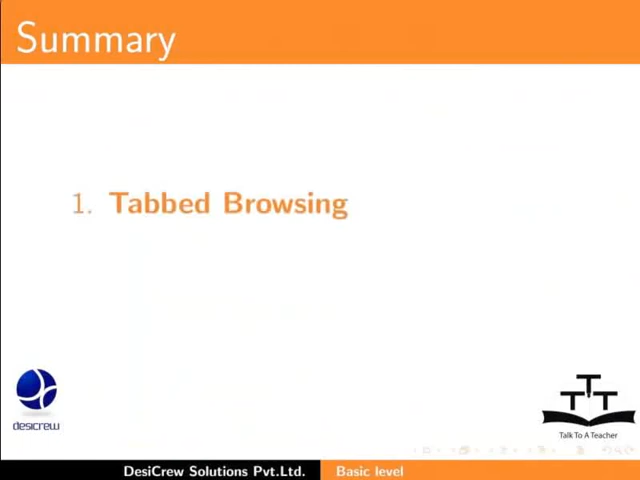 Summary
1. Tabbed Browsing
desicrew
T T T
Talk To A Teacher
DesiCrew Solutions Pvt.Ltd. Basic level